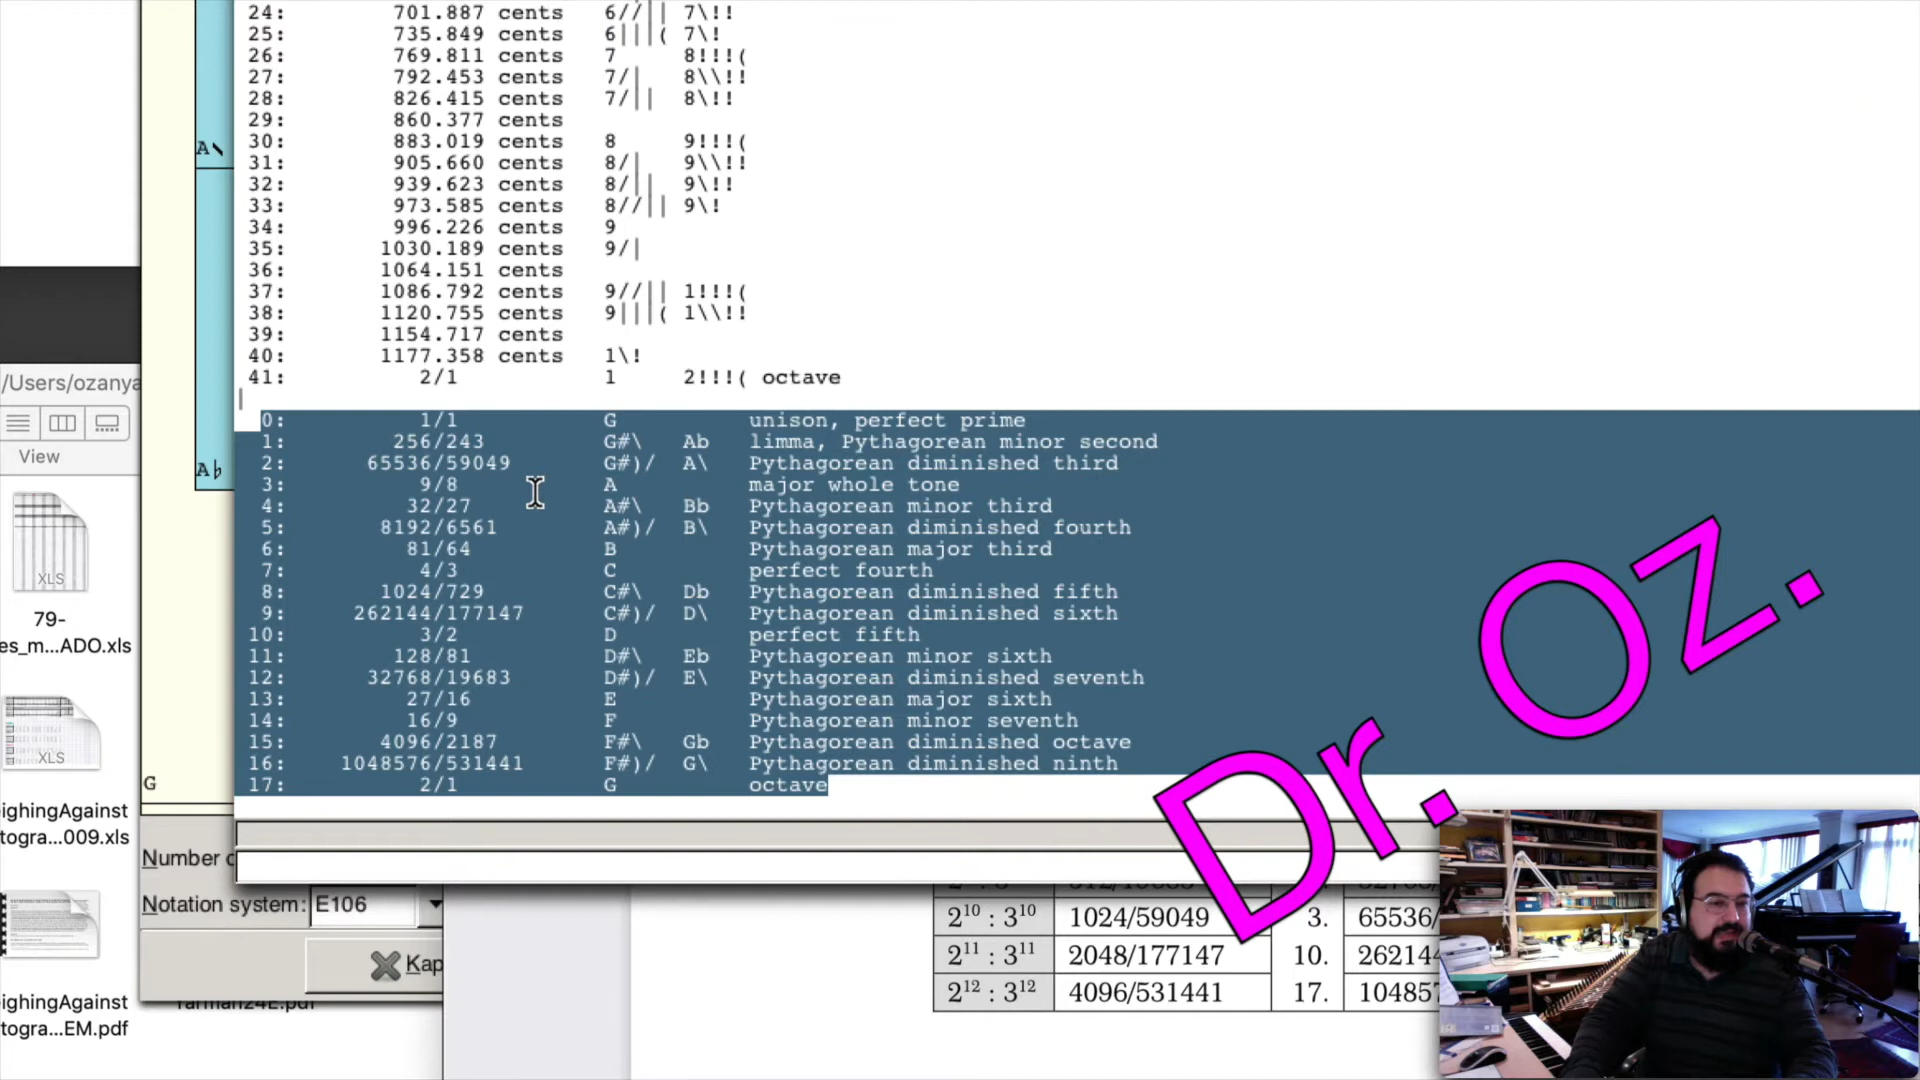 24: 701.887 cents 6//|| 7\!!
25: 735.849 cents 6|||( 7\!
26: 769.811 cents 7 8!!!(
27: 792.453 cents 7/| 8\\!!
28: 826.415 cents 7/|| 8\!!
29: 860.377 cents
30: 883.019 cents 8 9!!!(
31: 905.660 cents 8/| 9\\!!
32: 939.623 cents 8/|| 9\!!
33: 973.585 cents 8//|| 9\!
34: 996.226 cents 9
35: 1030.189 cents 9/|
36: 1064.151 cents
37: 1086.792 cents 9//|| 1!!!(
38: 1120.755 cents 9|||( 1\\!!
39: 1154.717 cents
40: 1177.358 cents 1\!
41: 2/1 1 2!!!( octave
0: 1/1 G unison, perfect prime
1: 256/243 G#\ Ab limma, Pythagorean minor second
2: 65536/59049 G#)/ A\ Pythagorean diminished third
3: 9/8 A major whole tone
4: 32/27 A#\ Bb Pythagorean minor third
5: 8192/6561 A#)/ B\ Pythagorean diminished fourth
6: 81/64 B Pythagorean major third
7: 4/3 C perfect fourth
8: 1024/729 C#\ Db Pythagorean diminished fifth
9: 262144/177147 C#)/ D\ Pythagorean diminished sixth
10: 3/2 D perfect fifth
11: 128/81 D#\ Eb Pythagorean minor sixth
12: 32768/19683 D#)/ E\ Pythagorean diminished seventh
13: 27/16 E Pythagorean major sixth
14: 16/9 F Pythagorean minor seventh
15: 4096/2187 F#\ Gb Pythagorean diminished octave
16: 1048576/531441 F#)/ G\ Pythagorean diminished ninth
17: 2/1 G octave
A\
A♭
G
/Users/ozanya
View
XLS
79-
es_m...ADO.xls
XLS
eighingAgainst
togra...009.xls
eighingAgainst
togra...EM.pdf
Number
Notation system: E106
Kap
2¹⁰ : 3¹⁰ 1024/59049 3. 65536/
2¹¹ : 3¹¹ 2048/177147 10. 262144
2¹² : 3¹² 4096/531441 17. 10485
Dr. Oz.